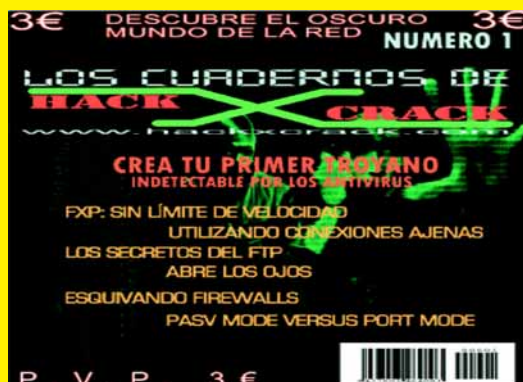 3€ DESCUBRE EL OSCURO 3€
MUNDO DE LA RED
NUMERO 1
LOS CUADERNOS DE
HACK X CRACK
www.hackxcrack.com
CREA TU PRIMER TROYANO
INDETECTABLE POR LOS ANTIVIRUS
FXP: SIN LÍMITE DE VELOCIDAD
UTILIZANDO CONEXIONES AJENAS
LOS SECRETOS DEL FTP
ABRE LOS OJOS
ESQUIVANDO FIREWALLS
PASV MODE VERSUS PORT MODE
P V P 3€